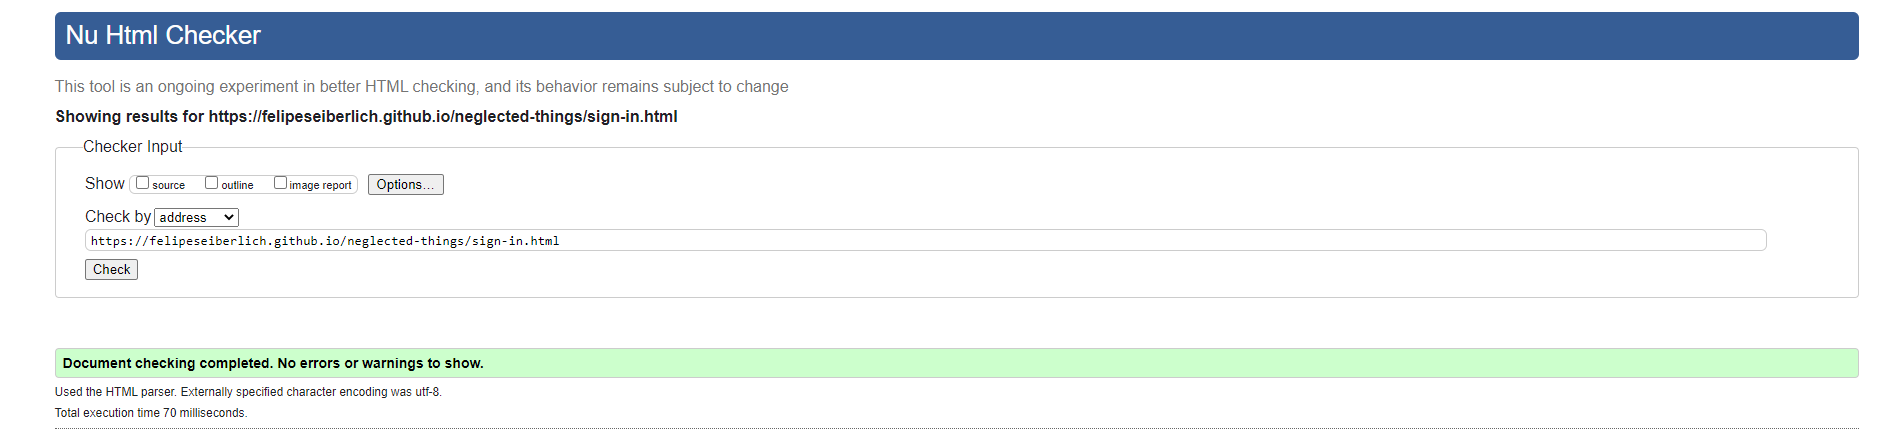 Nu Html Checker
This tool is an ongoing experiment in better HTML checking, and its behavior remains subject to change
Showing results for https://felipeseiberlich.github.io/neglected-things/sign-in.html
Checker Input
Show source outline image report Options...
Check by address
https://felipeseiberlich.github.io/neglected-things/sign-in.html
Check
Document checking completed. No errors or warnings to show.
Used the HTML parser. Externally specified character encoding was utf-8.
Total execution time 70 milliseconds.